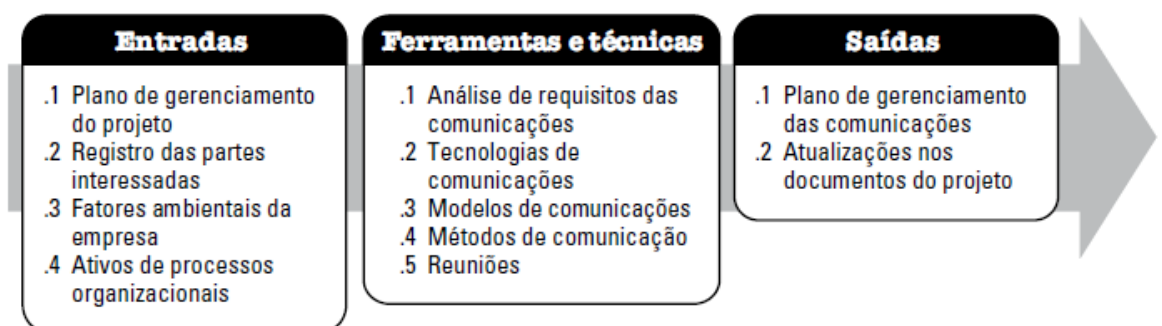 Entradas
.1 Plano de gerenciamento
do projeto
.2 Registro das partes
interessadas
.3 Fatores ambientais da
empresa
.4 Ativos de processos
organizacionais
Ferramentas e técnicas
.1 Análise de requisitos das
comunicações
.2 Tecnologias de
comunicações
.3 Modelos de comunicações
.4 Métodos de comunicação
.5 Reuniões
Saídas
.1 Plano de gerenciamento
das comunicações
.2 Atualizações nos
documentos do projeto